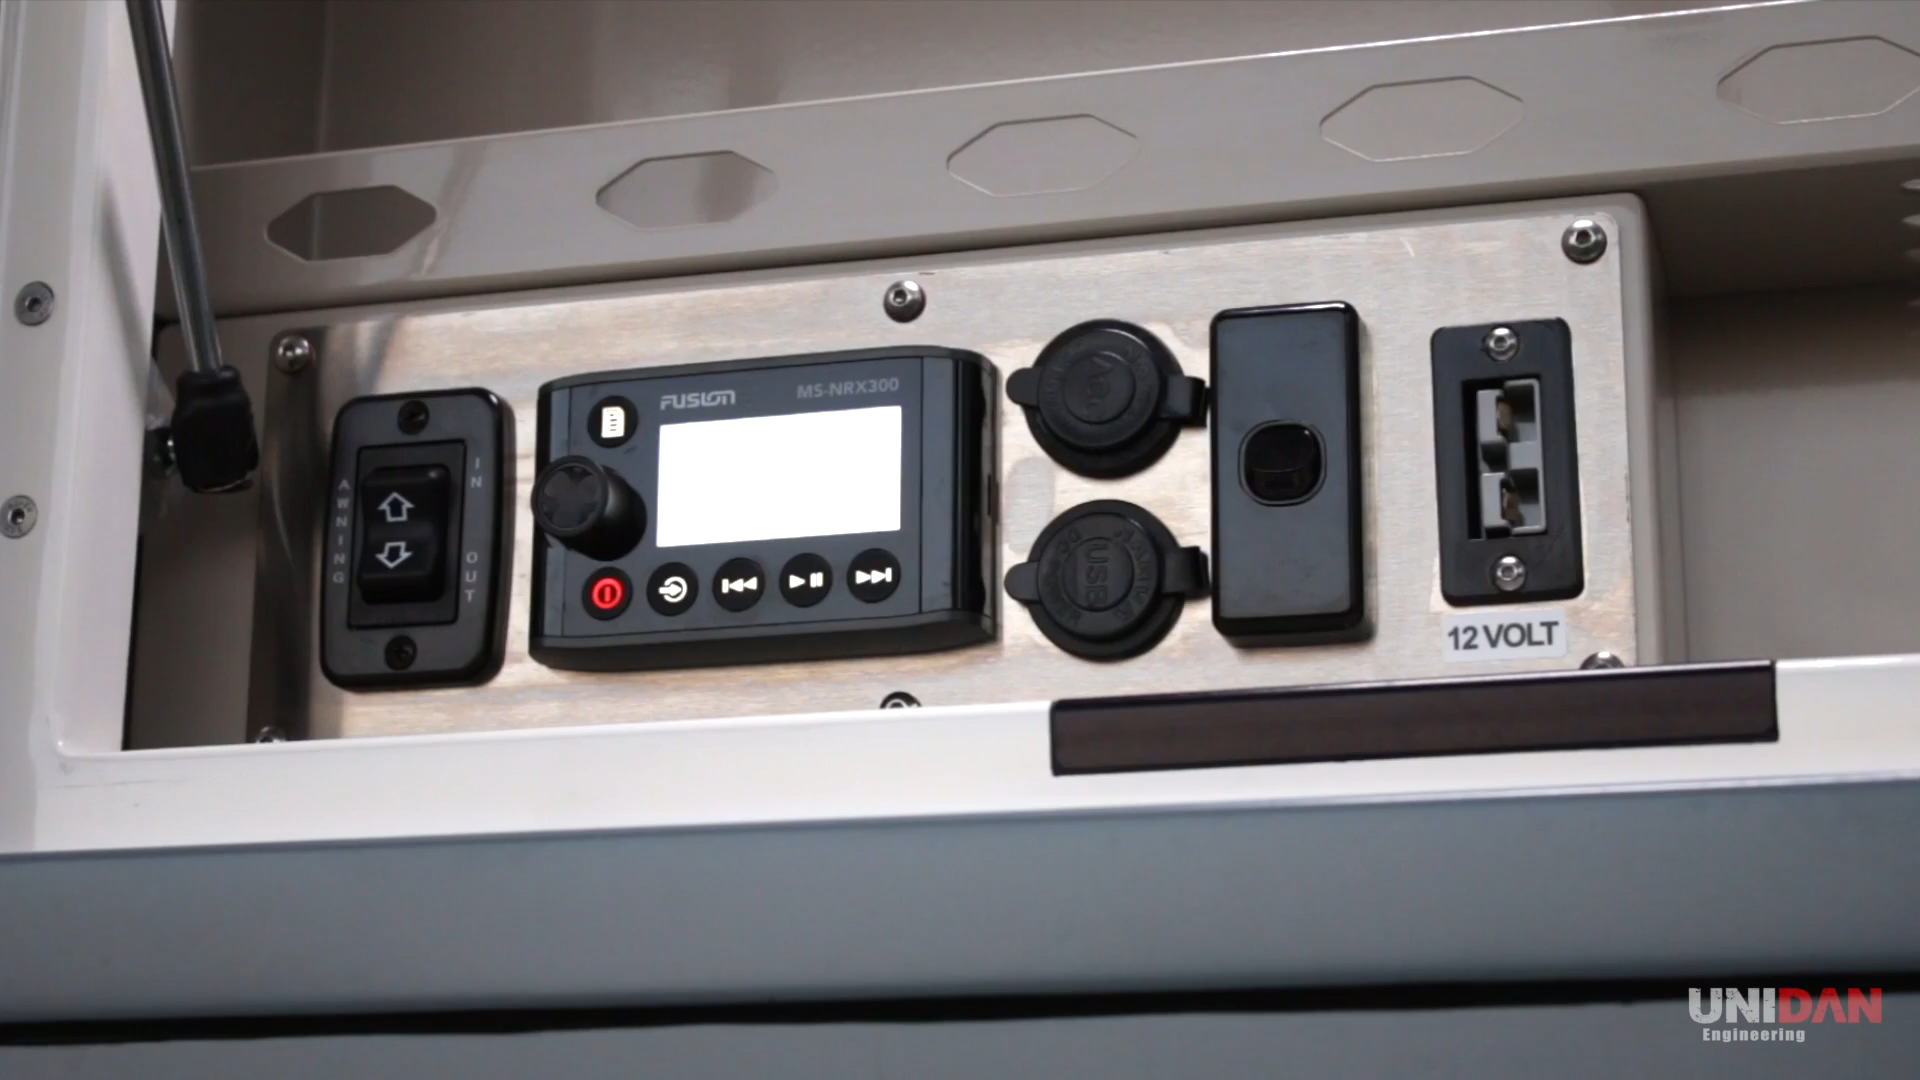 AWNING
IN
OUT
FUSION
MS-NRX300
USB
12 VOLT
UNIDAN
Engineering